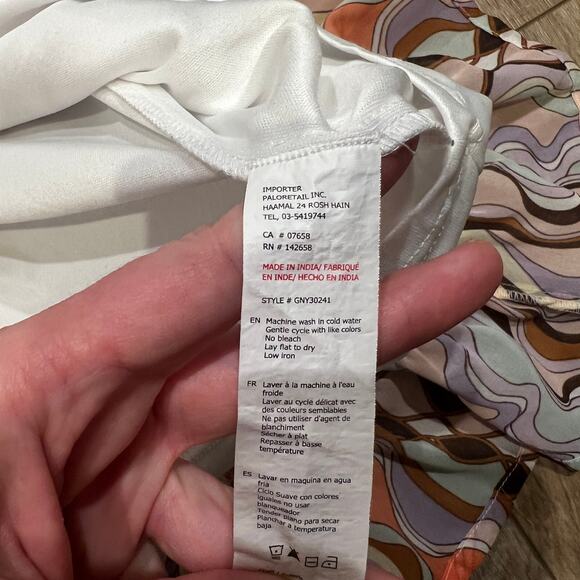 IMPORTER
PALORETAIL INC.
HAAMAL 24 ROSH HAIN
TEL, 03-5419744
CA # 07658
RN # 142658
MADE IN INDIA/ FABRIQUÉ
EN INDE/ HECHO EN INDIA
STYLE # GNY30241
EN Machine wash in cold water
Gentle cycle with like colors
No bleach
Lay flat to dry
Low iron
FR Laver à la machine à l'eau
froide
Laver au cycle délicat avec
des couleurs semblables
Ne pas utiliser d'agent de
blanchiment
Sécher à plat
Repasser à basse
température
ES Lavar en maquina en agua
fria
Ciclo Suave con colores
iguales no usar
blanqueador
Tender plano para secar
Planchar a temperatura
baja